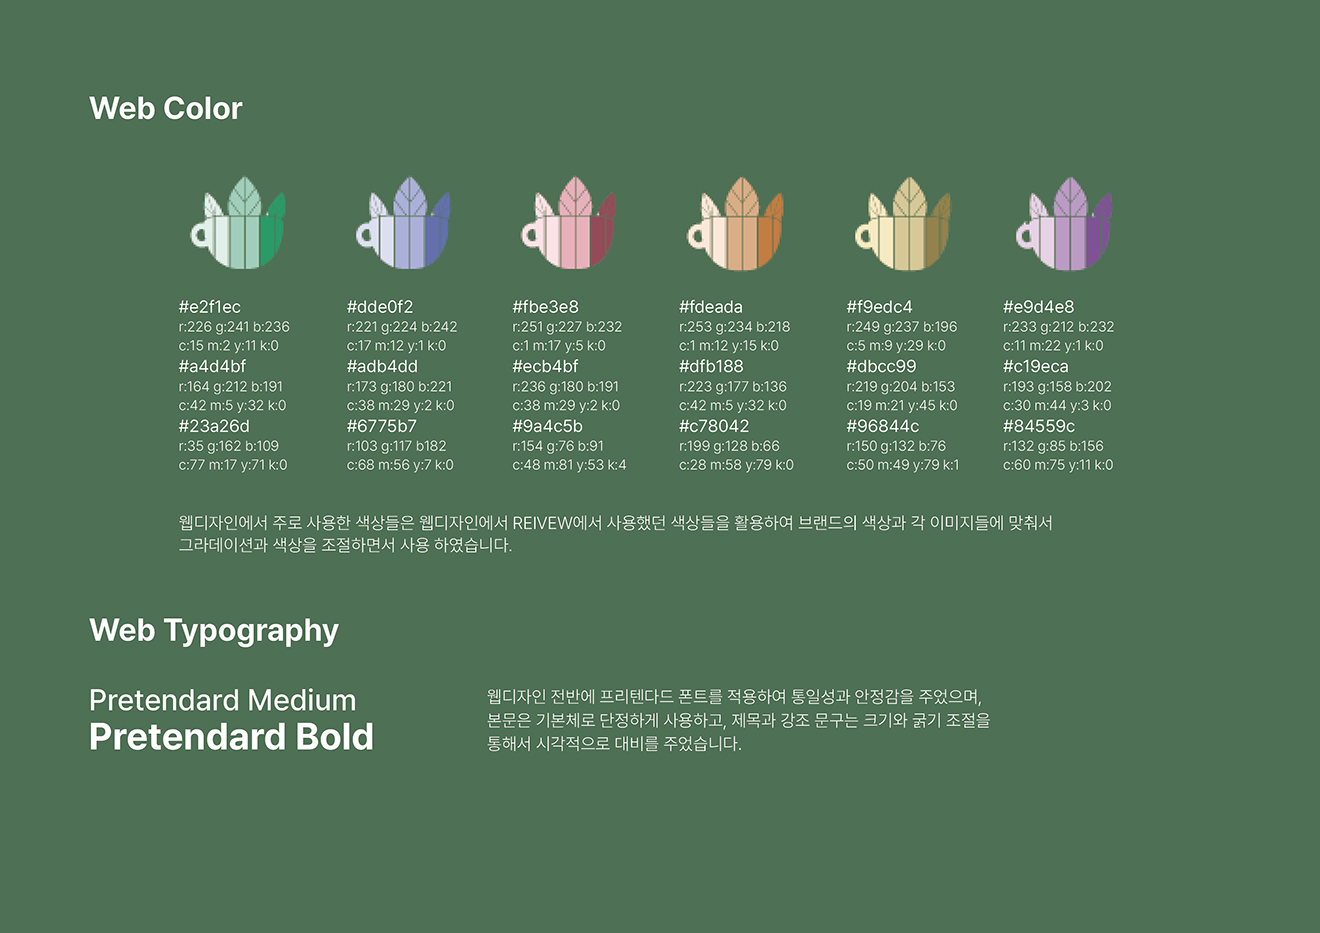 Web Color
#e2f1ec
r:226 g:241 b:236
c:15 m:2 y:11 k:0
#a4d4bf
r:164 g:212 b:191
c:42 m:5 y:32 k:0
#23a26d
r:35 g:162 b:109
c:77 m:17 y:71 k:0
#dde0f2
r:221 g:224 b:242
c:17 m:12 y:1 k:0
#adb4dd
r:173 g:180 b:221
c:38 m:29 y:2 k:0
#6775b7
r:103 g:117 b182
c:68 m:56 y:7 k:0
#fbe3e8
r:251 g:227 b:232
c:1 m:17 y:5 k:0
#ecb4bf
r:236 g:180 b:191
c:38 m:29 y:2 k:0
#9a4c5b
r:154 g:76 b:91
c:48 m:81 y:53 k:4
#fdeada
r:253 g:234 b:218
c:1 m:12 y:15 k:0
#dfb188
r:223 g:177 b:136
c:42 m:5 y:32 k:0
#c78042
r:199 g:128 b:66
c:28 m:58 y:79 k:0
#f9edc4
r:249 g:237 b:196
c:5 m:9 y:29 k:0
#dbcc99
r:219 g:204 b:153
c:19 m:21 y:45 k:0
#96844c
r:150 g:132 b:76
c:50 m:49 y:79 k:1
#e9d4e8
r:233 g:212 b:232
c:11 m:22 y:1 k:0
#c19eca
r:193 g:158 b:202
c:30 m:44 y:3 k:0
#84559c
r:132 g:85 b:156
c:60 m:75 y:11 k:0
웹디자인에서 주로 사용한 색상들은 웹디자인에서 REIVEW에서 사용했던 색상들을 활용하여 브랜드의 색상과 각 이미지들에 맞춰서
그라데이션과 색상을 조절하면서 사용 하였습니다.
Web Typography
Pretendard Medium
Pretendard Bold
웹디자인 전반에 프리텐다드 폰트를 적용하여 통일성과 안정감을 주었으며,
본문은 기본체로 단정하게 사용하고, 제목과 강조 문구는 크기와 굵기 조절을
통해서 시각적으로 대비를 주었습니다.